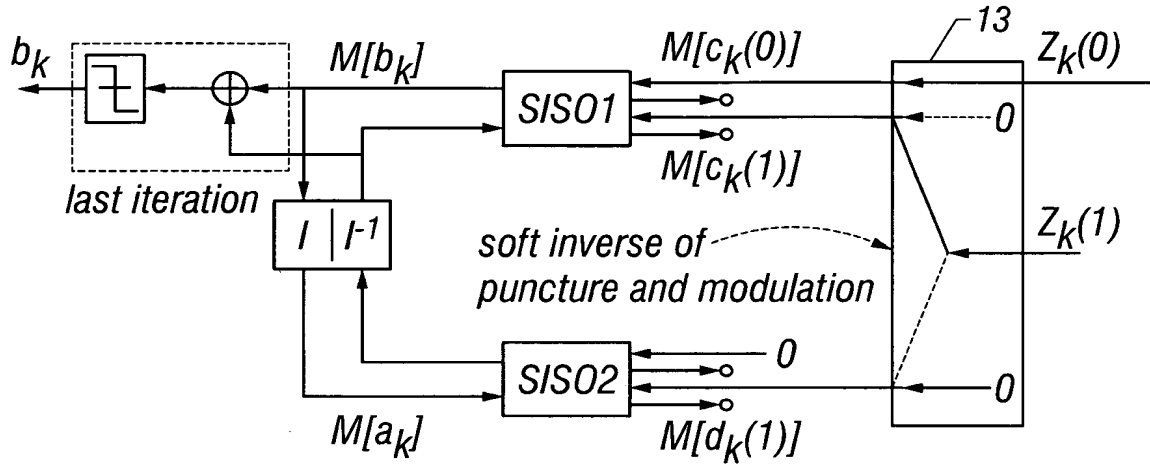 13
b_k
M[b_k]
M[c_k(0)]
Z_k(0)
SISO1
0
M[c_k(1)]
last iteration
I | I^-1
soft inverse of
puncture and modulation
Z_k(1)
0
SISO2
0
M[a_k]
M[d_k(1)]